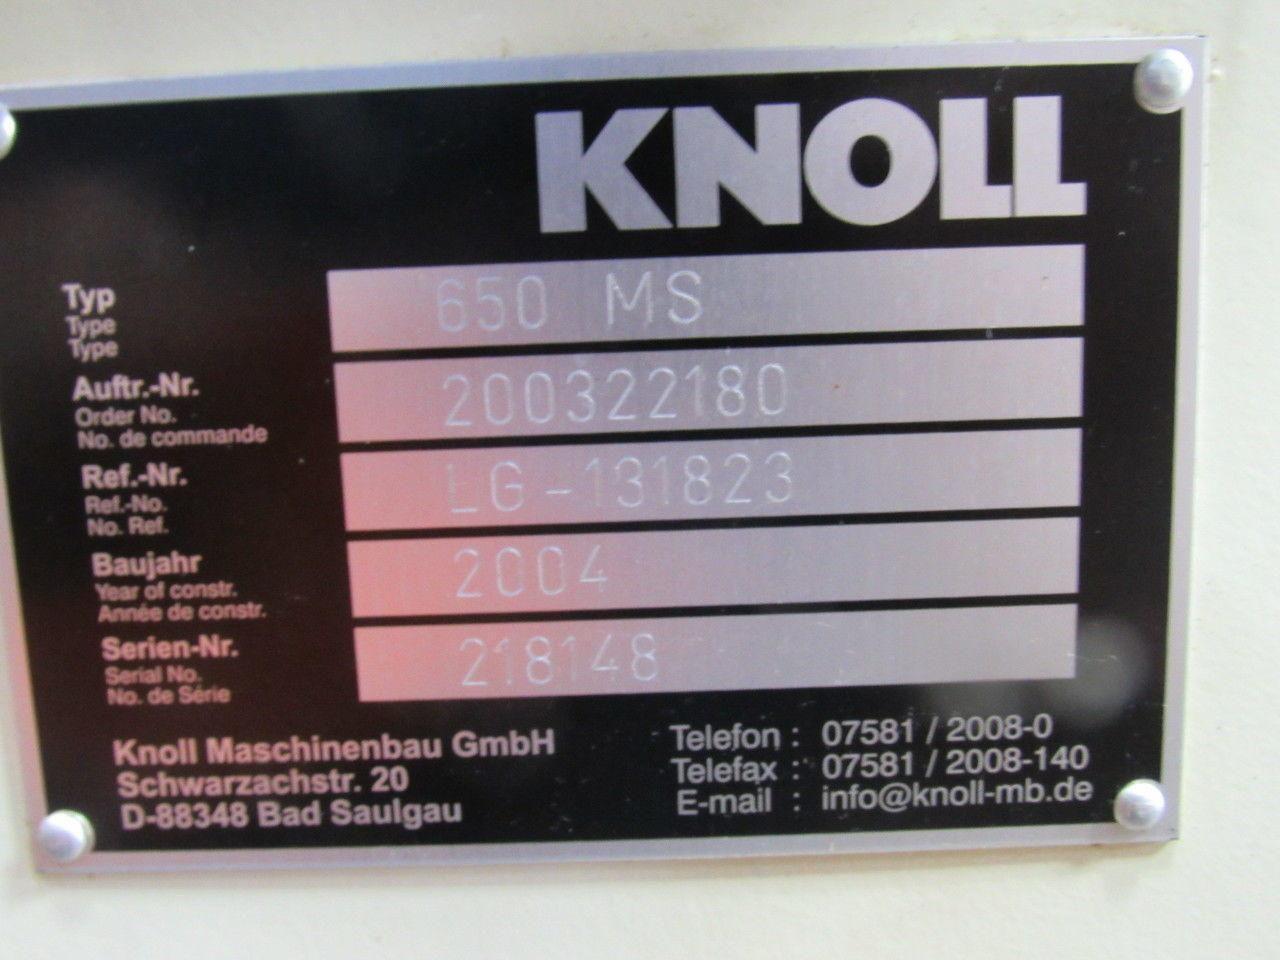 KNOLL
Typ 650 MS
Type
Type
Auftr.-Nr. 200322180
Order No.
No. de commande
Ref.-Nr. LG-131823
Ref.-No.
No. Ref.
Baujahr 2004
Year of constr.
Année de constr.
Serien-Nr. 218148
Serial No.
No. de Série
Knoll Maschinenbau GmbH
Schwarzachstr. 20
D-88348 Bad Saulgau
Telefon : 07581 / 2008-0
Telefax : 07581 / 2008-140
E-mail : info@knoll-mb.de